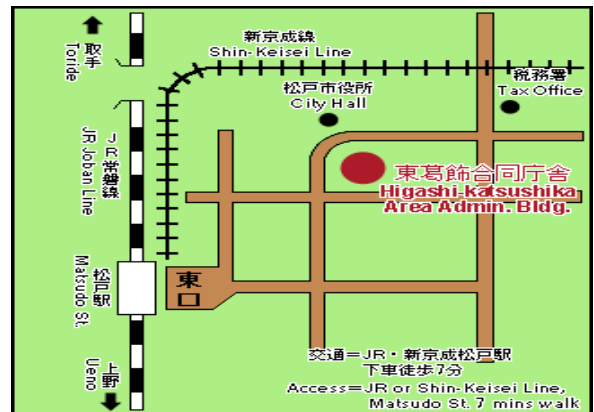 取手
Toride
新京成線
Shin-Keisei Line
松戸市役所
City Hall
税務署
Tax Office
JR常磐線
JR Joban Line
東葛飾合同庁舎
Higashi-katsushika
Area Admin. Bldg.
松戸駅
Matsudo St.
東口
上野
Ueno
交通=JR・新京成松戸駅
下車徒歩7分
Access=JR or Shin-Keisei Line,
Matsudo St. 7 mins walk